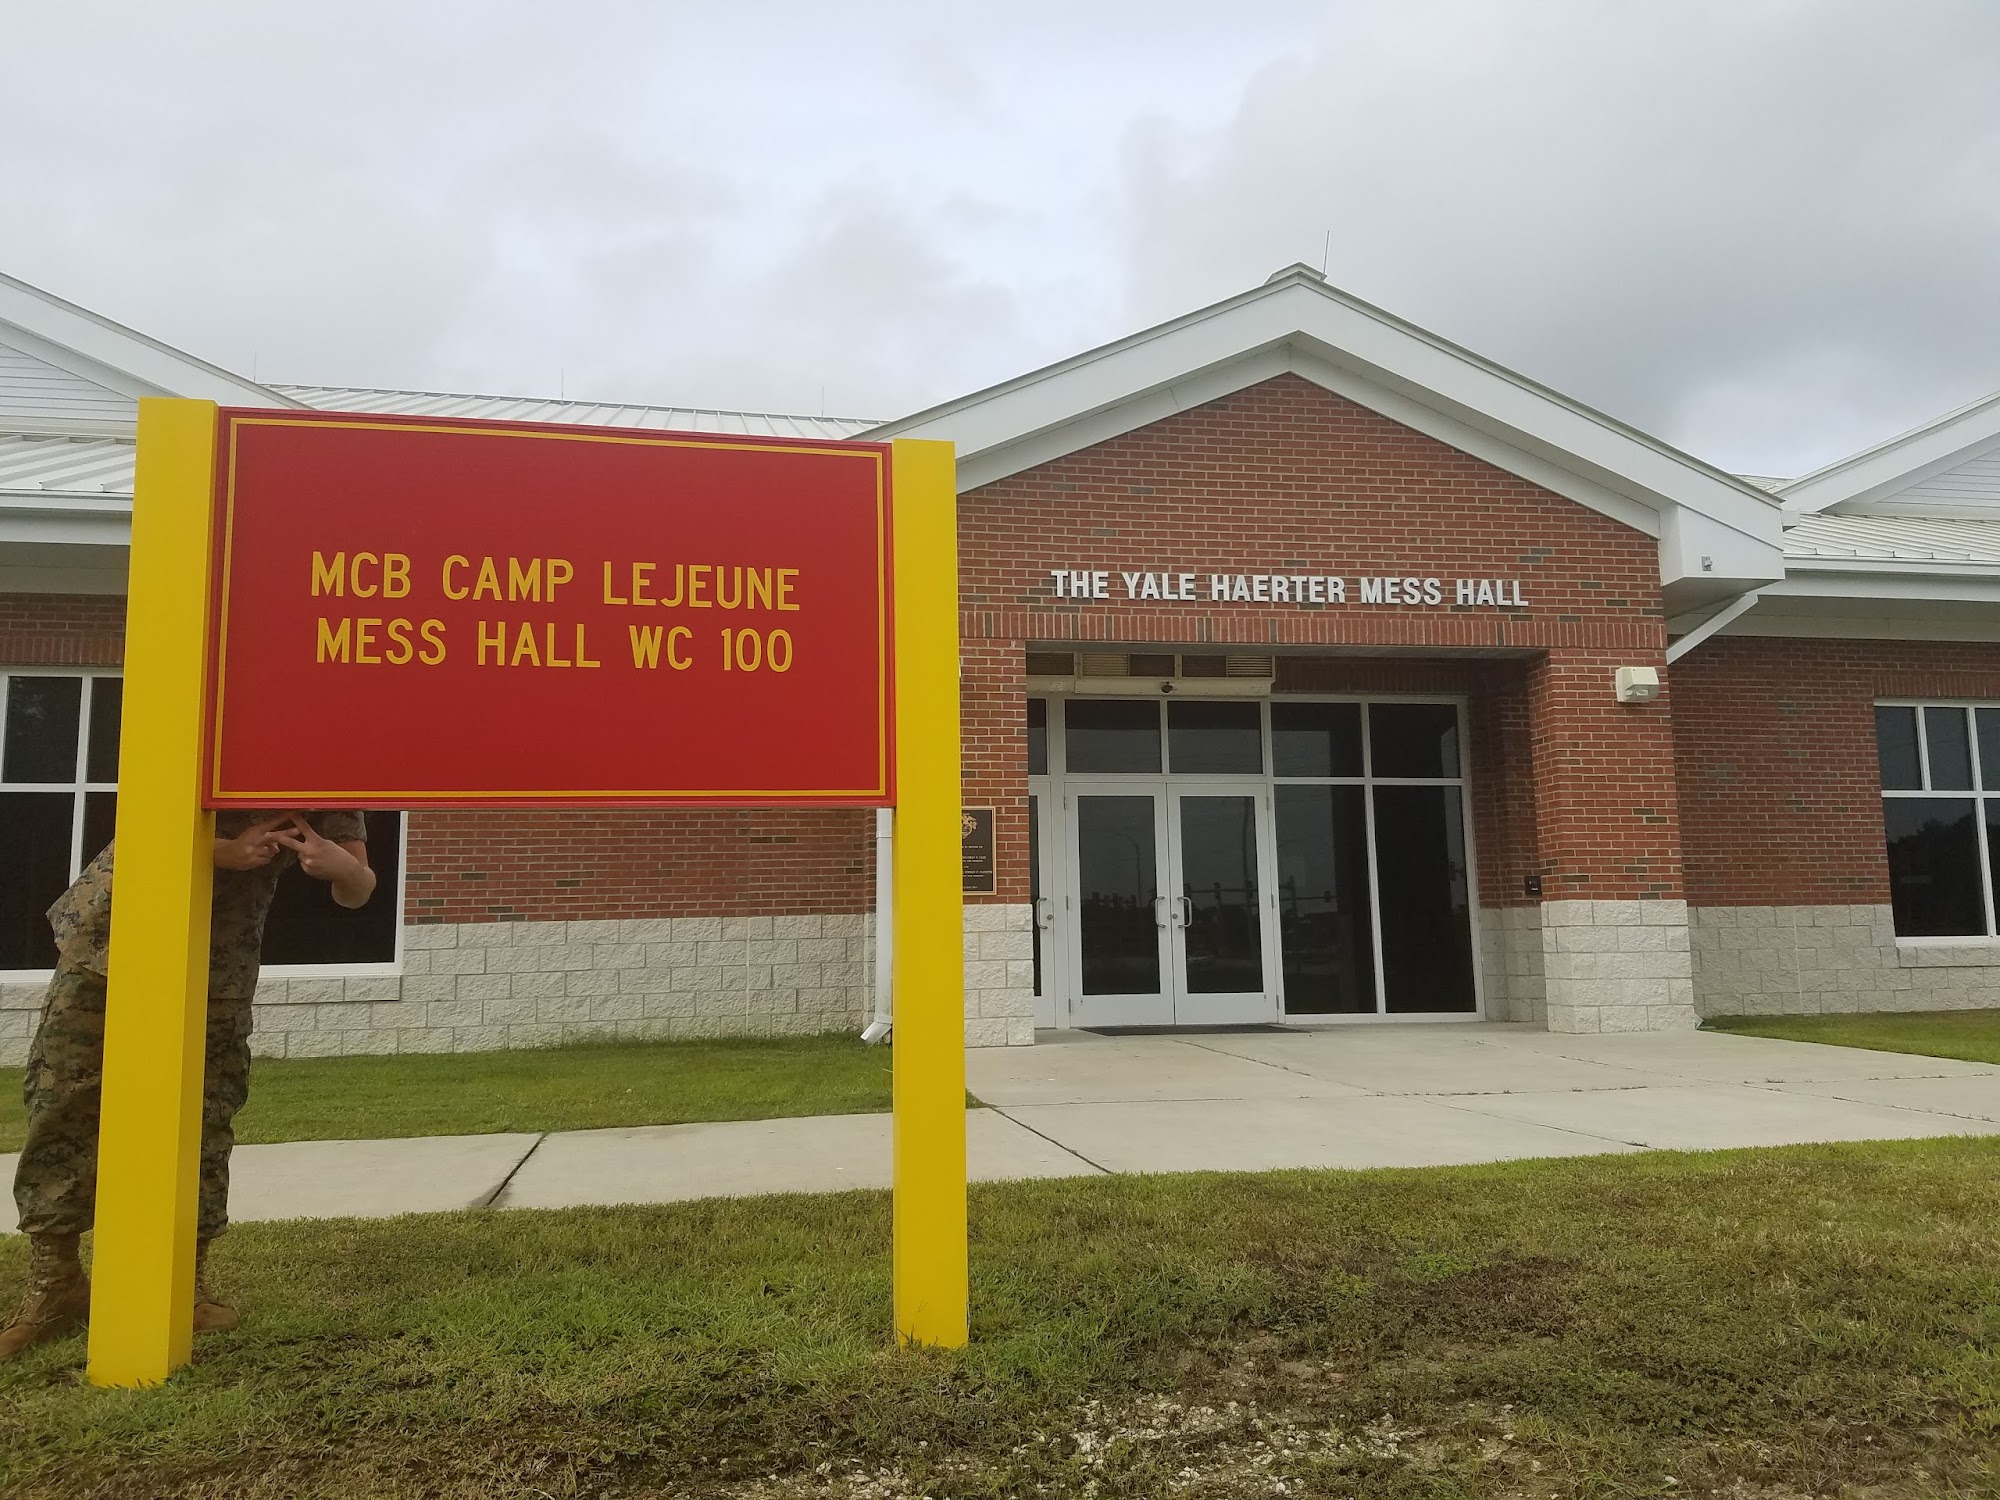 MCB CAMP LEJEUNE
MESS HALL WC 100
THE YALE HAERTER MESS HALL